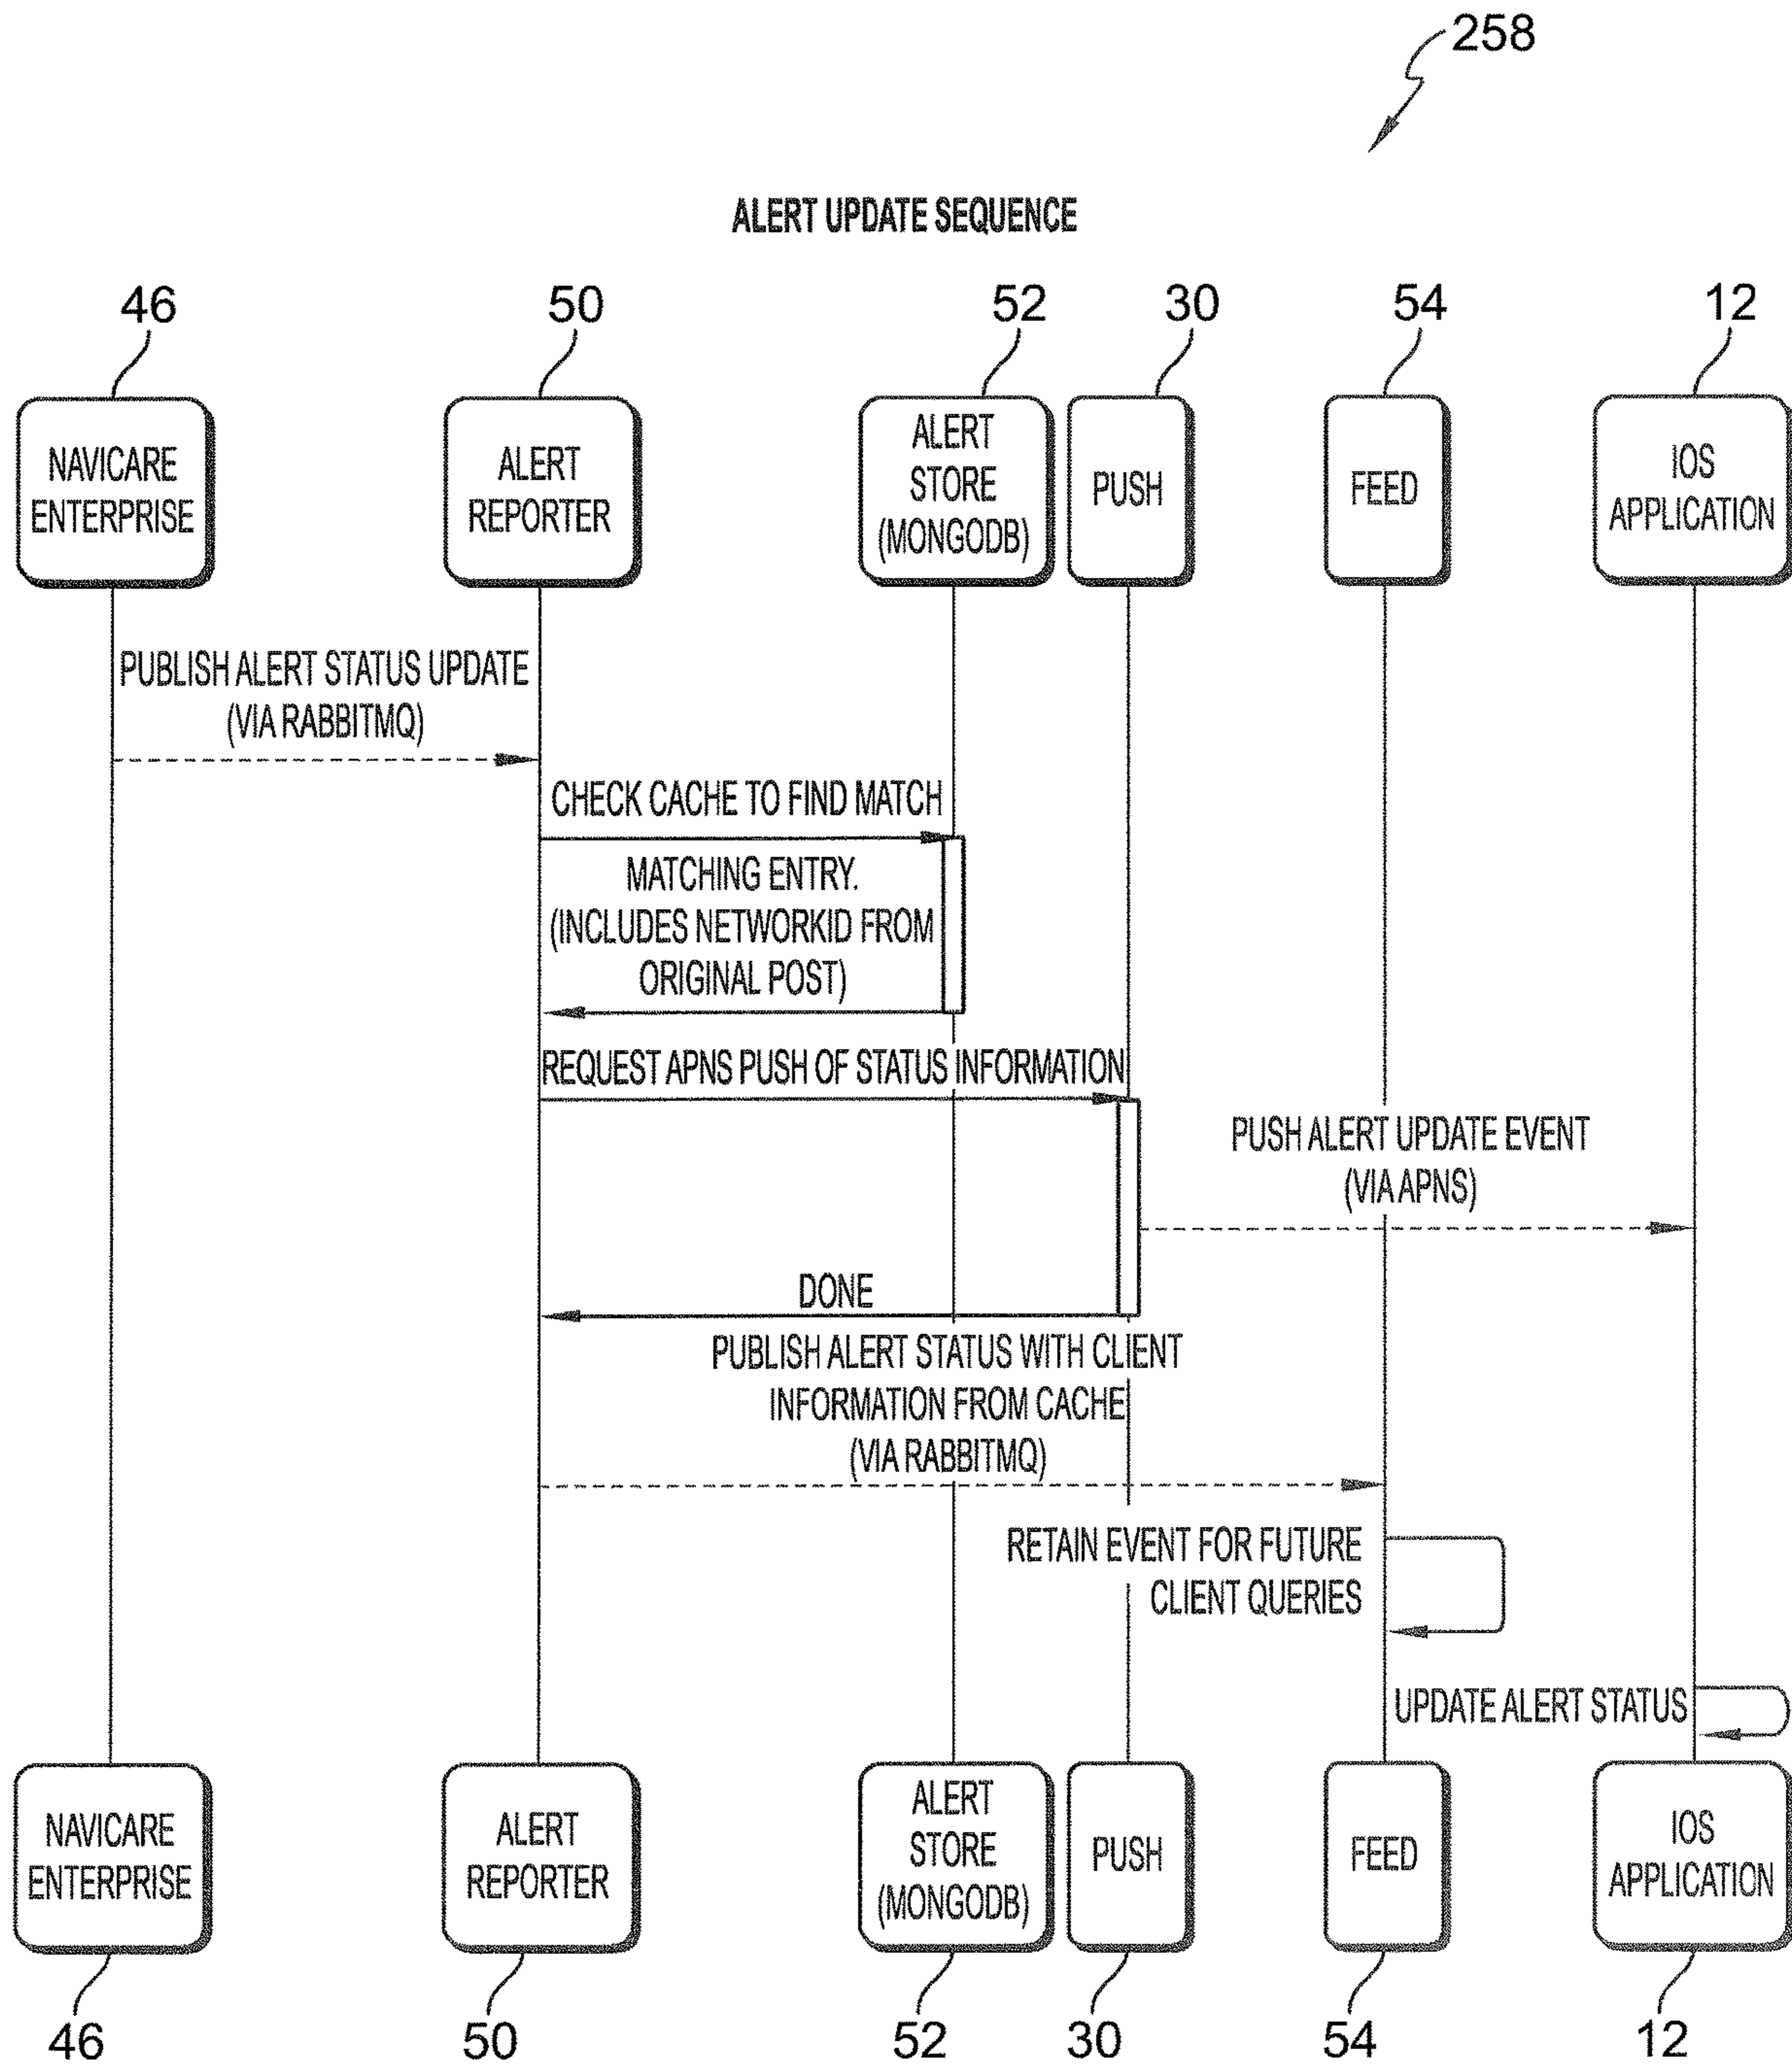 258
ALERT UPDATE SEQUENCE
46
50
52
30
54
12
NAVICARE
ENTERPRISE
ALERT
REPORTER
ALERT
STORE
(MONGODB)
PUSH
FEED
IOS
APPLICATION
PUBLISH ALERT STATUS UPDATE
(VIA RABBITMQ)
CHECK CACHE TO FIND MATCH
MATCHING ENTRY.
(INCLUDES NETWORKID FROM
ORIGINAL POST)
REQUEST APNS PUSH OF STATUS INFORMATION
PUSH ALERT UPDATE EVENT
(VIA APNS)
DONE
PUBLISH ALERT STATUS WITH CLIENT
INFORMATION FROM CACHE
(VIA RABBITMQ)
RETAIN EVENT FOR FUTURE
CLIENT QUERIES
UPDATE ALERT STATUS
NAVICARE
ENTERPRISE
ALERT
REPORTER
ALERT
STORE
(MONGODB)
PUSH
FEED
IOS
APPLICATION
46
50
52
30
54
12